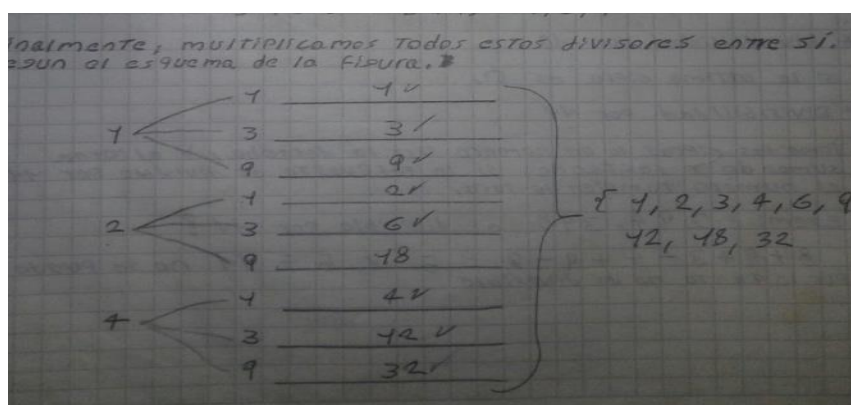 inalmente, multiplicamos Todos estos divisores entre sí.
egun el esquema de la figura.
1 1
1 3 3
9 9
1 2
2 3 6
9 18
1 4
4 3 12
9 32
{ 1, 2, 3, 4, 6, 9
12, 18, 32